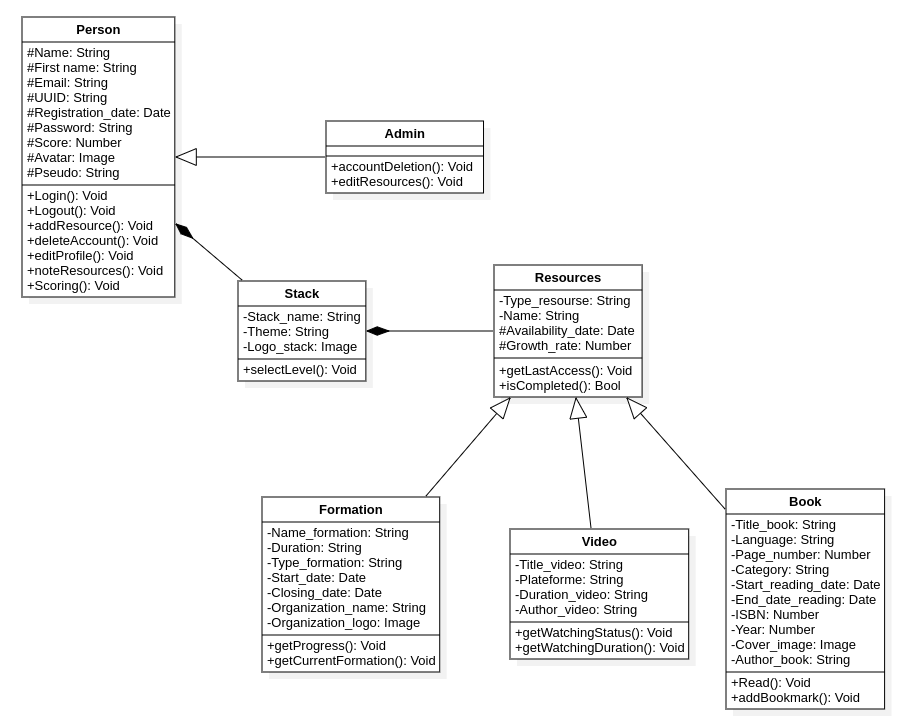 Person
#Name: String
#First name: String
#Email: String
#UUID: String
#Registration_date: Date
#Password: String
#Score: Number
#Avatar: Image
#Pseudo: String
+Login(): Void
+Logout(): Void
+addResource(): Void
+deleteAccount(): Void
+editProfile(): Void
+noteResources(): Void
+Scoring(): Void
Admin
+accountDeletion(): Void
+editResources(): Void
Stack
-Stack_name: String
-Theme: String
-Logo_stack: Image
+selectLevel(): Void
Resources
-Type_resourse: String
-Name: String
#Availability_date: Date
#Growth_rate: Number
+getLastAccess(): Void
+isCompleted(): Bool
Formation
-Name_formation: String
-Duration: String
-Type_formation: String
-Start_date: Date
-Closing_date: Date
-Organization_name: String
-Organization_logo: Image
+getProgress(): Void
+getCurrentFormation(): Void
Video
-Title_video: String
-Plateforme: String
-Duration_video: String
-Author_video: String
+getWatchingStatus(): Void
+getWatchingDuration(): Void
Book
-Title_book: String
-Language: String
-Page_number: Number
-Category: String
-Start_reading_date: Date
-End_date_reading: Date
-ISBN: Number
-Year: Number
-Cover_image: Image
-Author_book: String
+Read(): Void
+addBookmark(): Void